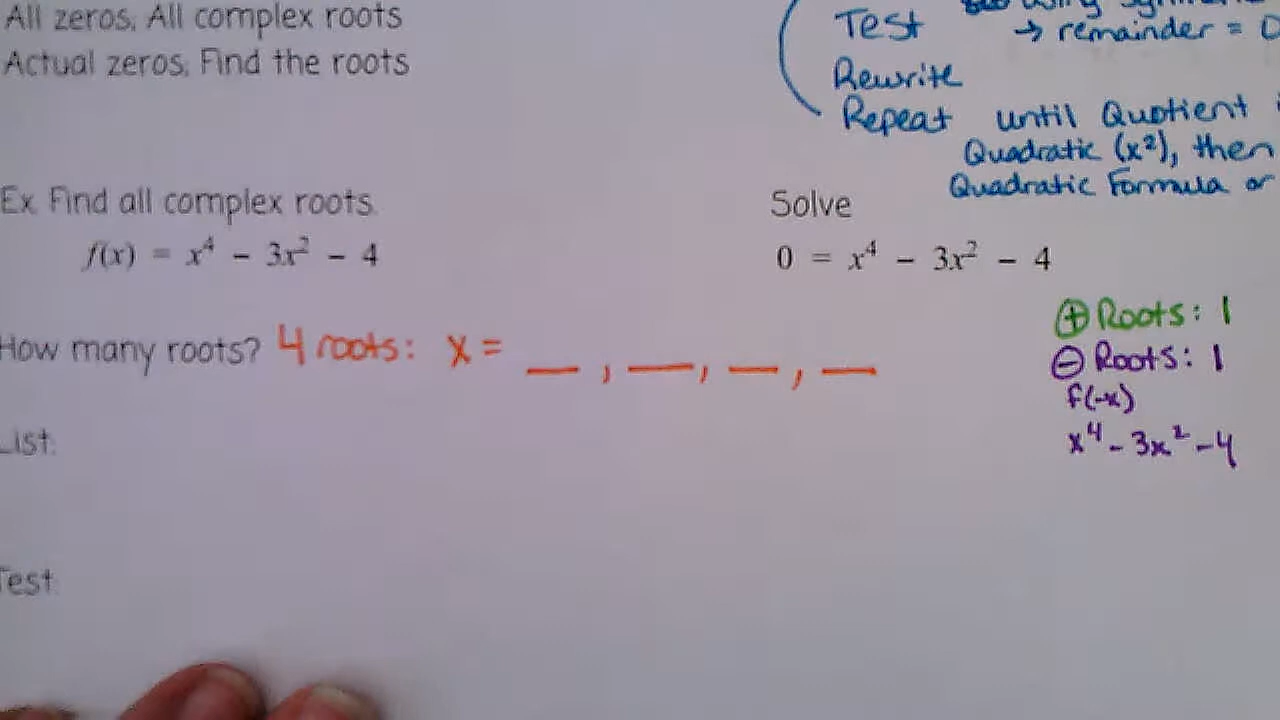 All zeros, All complex roots
Actual zeros, Find the roots
Test
→ remainder = 0
Rewrite
Repeat until Quotient
Quadratic (x²), then
Quadratic Formula or
Ex. Find all complex roots.
f(x) = x⁴ - 3x² - 4
Solve
0 = x⁴ - 3x² - 4
How many roots? 4 roots: x = __, __, __, __
⊕ Roots: 1
⊖ Roots: 1
f(-x)
x⁴ - 3x² - 4
List:
Test: